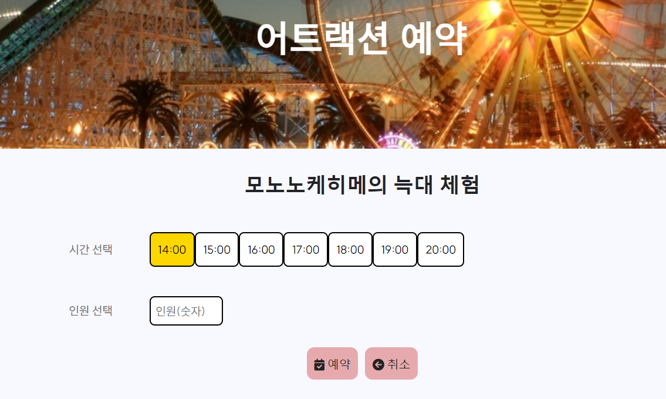 어트랙션 예약
모노노케히메의 늑대 체험
시간 선택 14:00 15:00 16:00 17:00 18:00 19:00 20:00
인원 선택 인원(숫자)
예약 취소